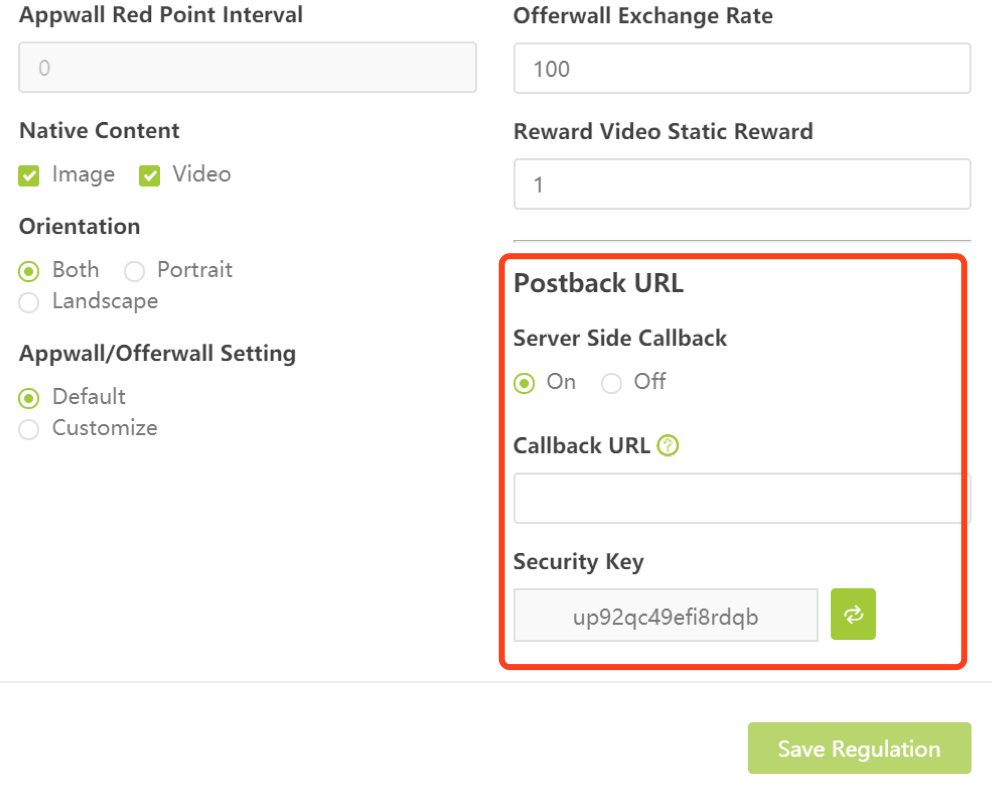 Appwall Red Point Interval
0
Native Content
Image Video
Orientation
Both Portrait
Landscape
Appwall/Offerwall Setting
Default
Customize
Offerwall Exchange Rate
100
Reward Video Static Reward
1
Postback URL
Server Side Callback
On Off
Callback URL ?
Security Key
up92qc49efi8rdqb
Save Regulation